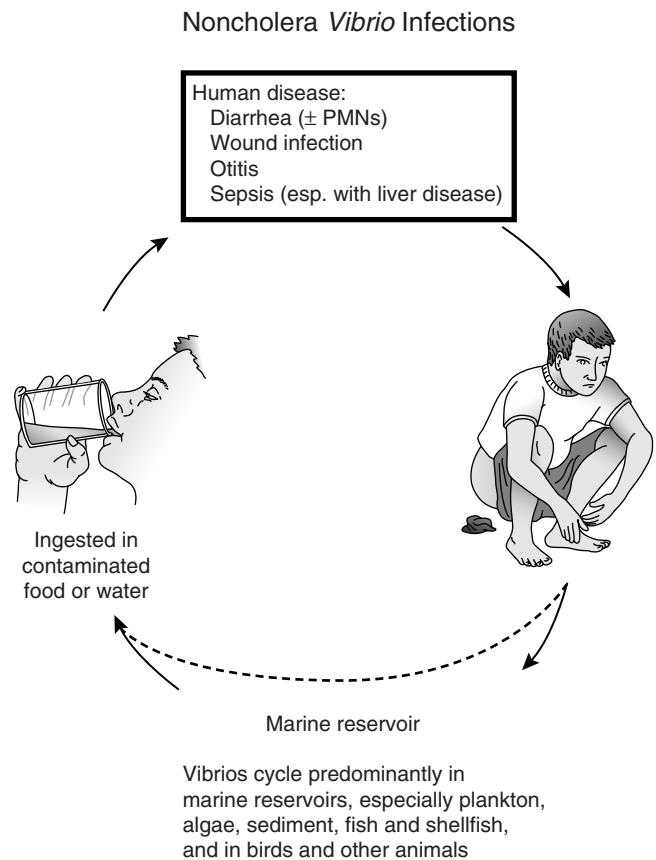 Noncholera Vibrio Infections
Human disease:
Diarrhea (± PMNs)
Wound infection
Otitis
Sepsis (esp. with liver disease)
Ingested in
contaminated
food or water
Marine reservoir
Vibrios cycle predominantly in
marine reservoirs, especially plankton,
algae, sediment, fish and shellfish,
and in birds and other animals